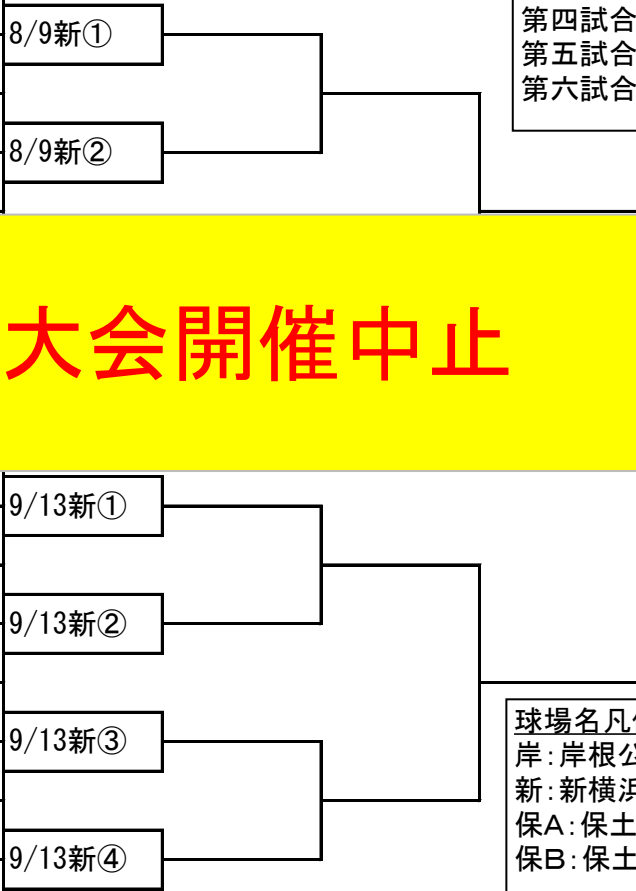 8/9新①
第四試合
第五試合
第六試合
8/9新②
大会開催中止
9/13新①
9/13新②
9/13新③
9/13新④
球場名凡
岸:岸根公
新:新横浜
保A:保土
保B:保土